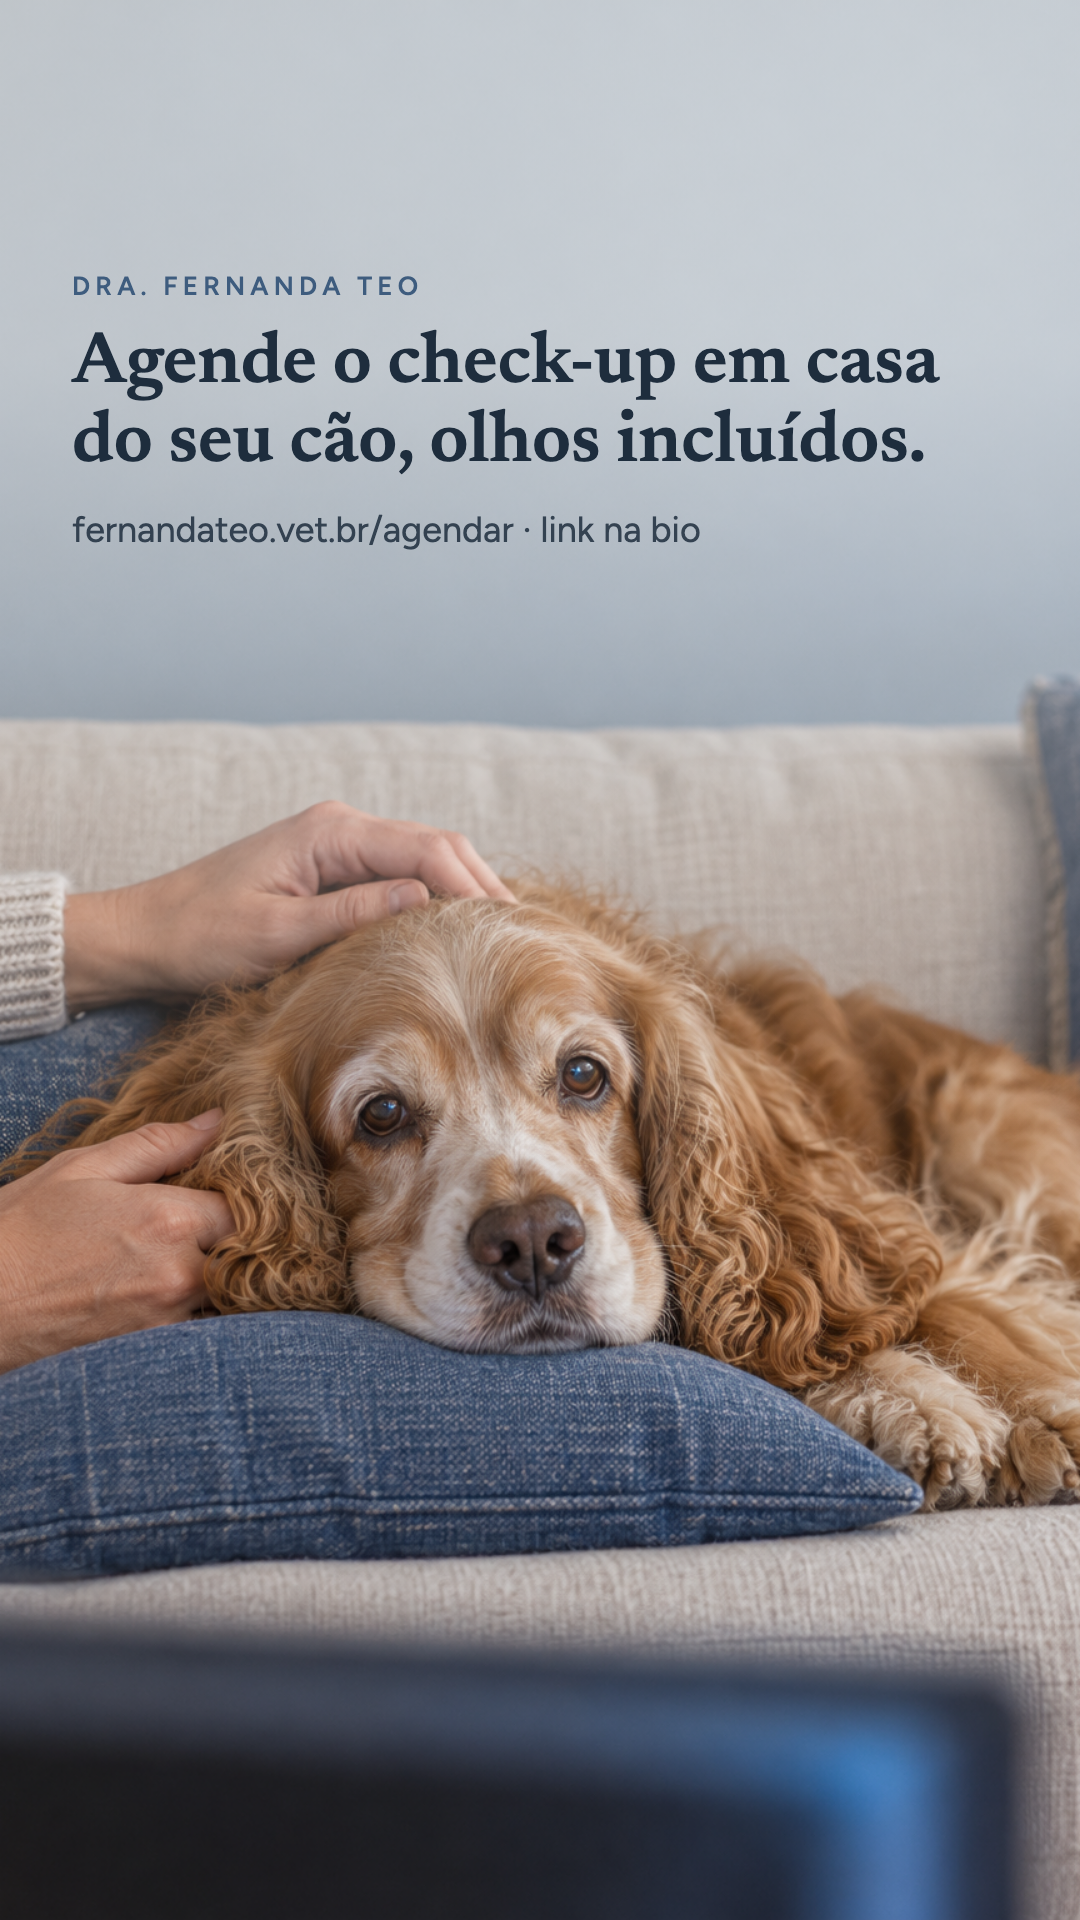 DRA. FERNANDA TEO
Agende o check-up em casa
do seu cão, olhos incluídos.
fernandateo.vet.br/agendar · link na bio